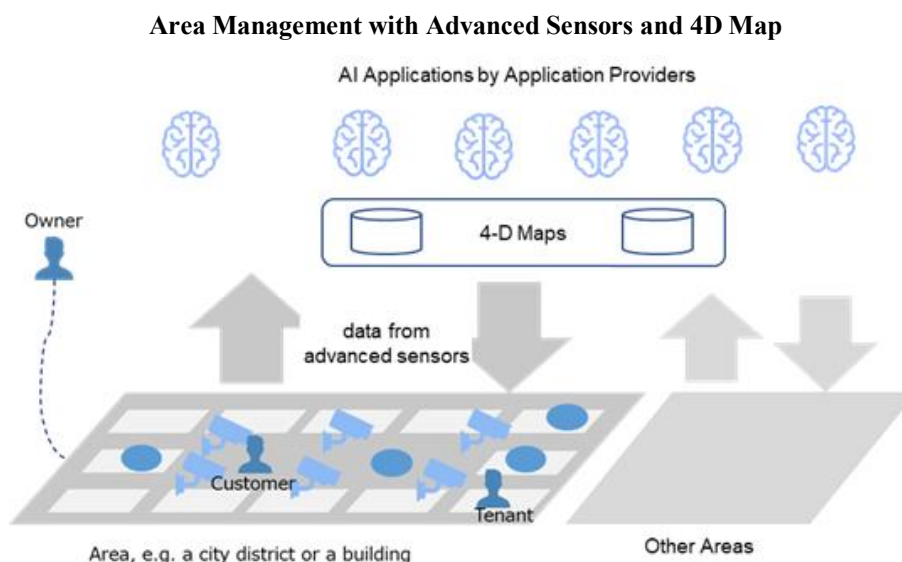 Area Management with Advanced Sensors and 4D Map
AI Applications by Application Providers
Owner
4-D Maps
data from
advanced sensors
Customer
Tenant
Area, e.g. a city district or a building
Other Areas